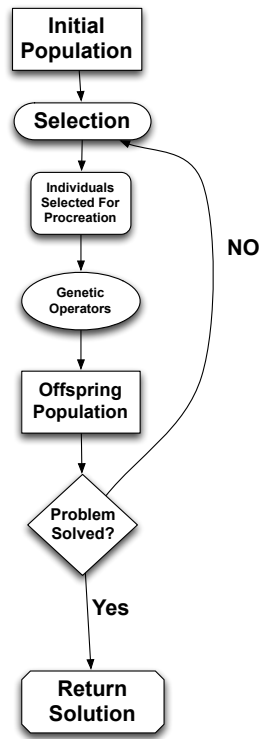 Initial
Population
Selection
Individuals
Selected For
Procreation
NO
Genetic
Operators
Offspring
Population
Problem
Solved?
Yes
Return
Solution